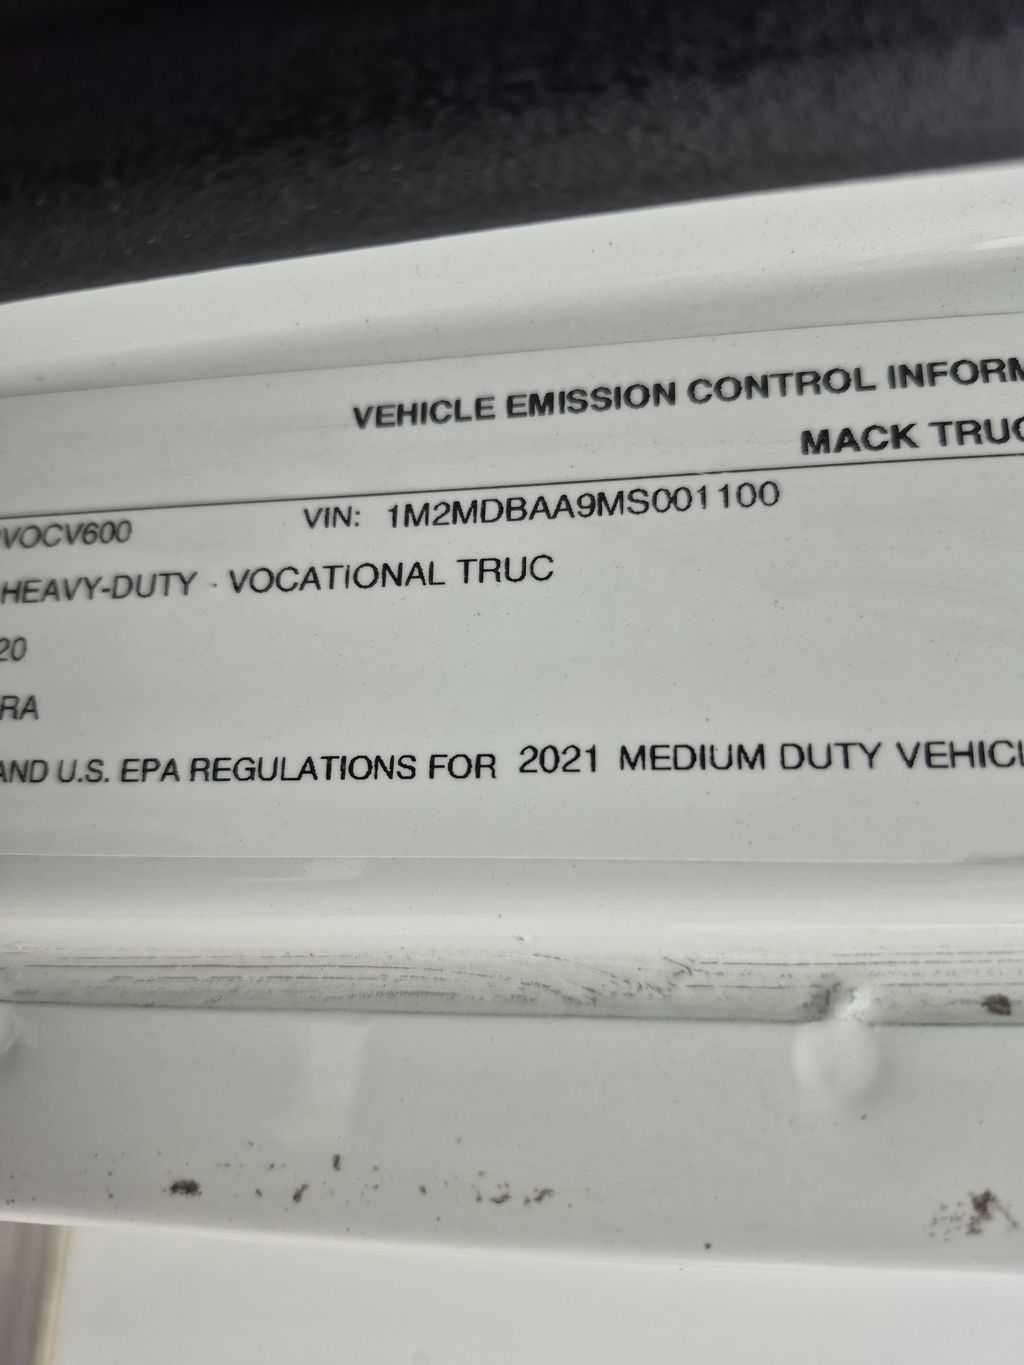 VEHICLE EMISSION CONTROL INFORM
MACK TRUC
VOCV600 VIN: 1M2MDBAA9MS001100
HEAVY-DUTY - VOCATIONAL TRUC
20
RA
AND U.S. EPA REGULATIONS FOR 2021 MEDIUM DUTY VEHICL